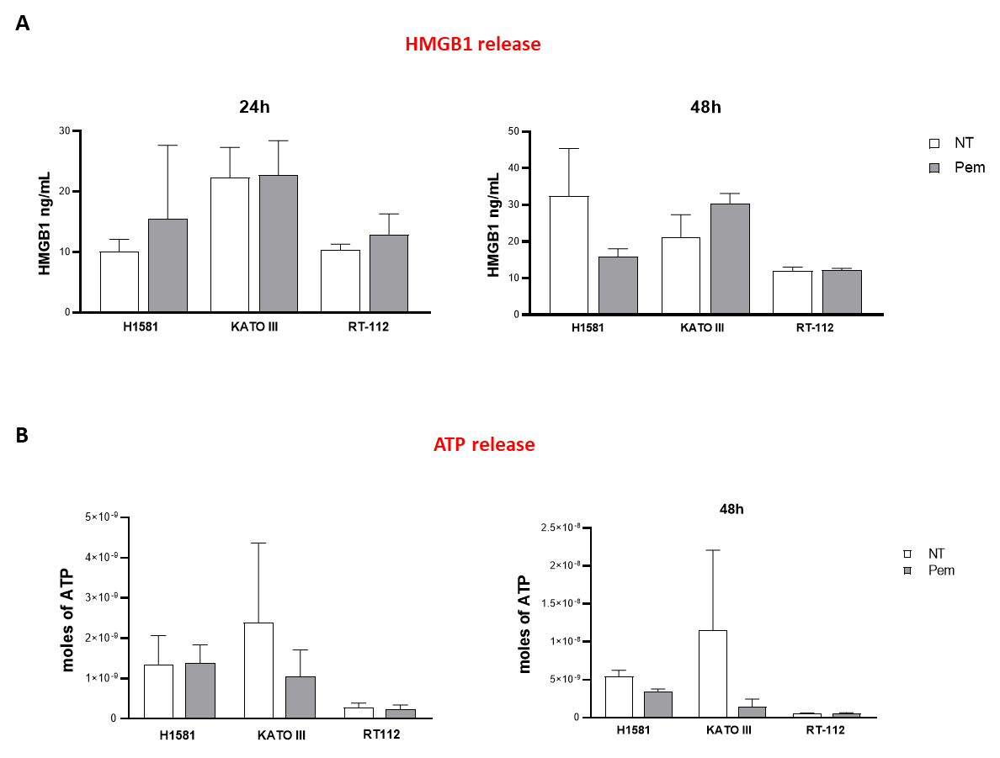 A
HMGB1 release
24h
30
20
10
0
HMGB1 ng/mL
H1581
KATO III
RT-112
48h
50
40
30
20
10
0
HMGB1 ng/mL
H1581
KATO III
RT-112
NT
Pem
B
ATP release
5×10⁻⁹
4×10⁻⁹
3×10⁻⁹
2×10⁻⁹
1×10⁻⁹
0
moles of ATP
H1581
KATO III
RT112
48h
2.5×10⁻⁸
2×10⁻⁸
1.5×10⁻⁸
1×10⁻⁸
5×10⁻⁹
0
moles of ATP
H1581
KATO III
RT-112
NT
Pem